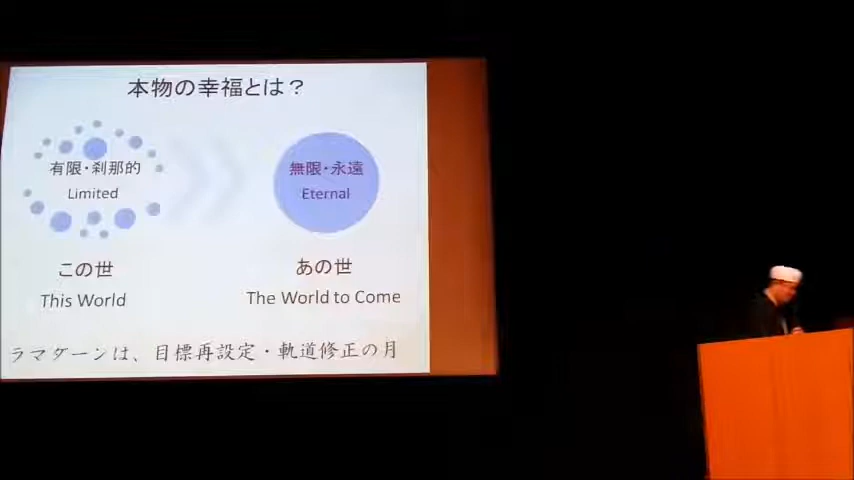 本物の幸福とは？
有限・刹那的
Limited
無限・永遠
Eternal
この世
This World
あの世
The World to Come
ラマダーンは、目標再設定・軌道修正の月